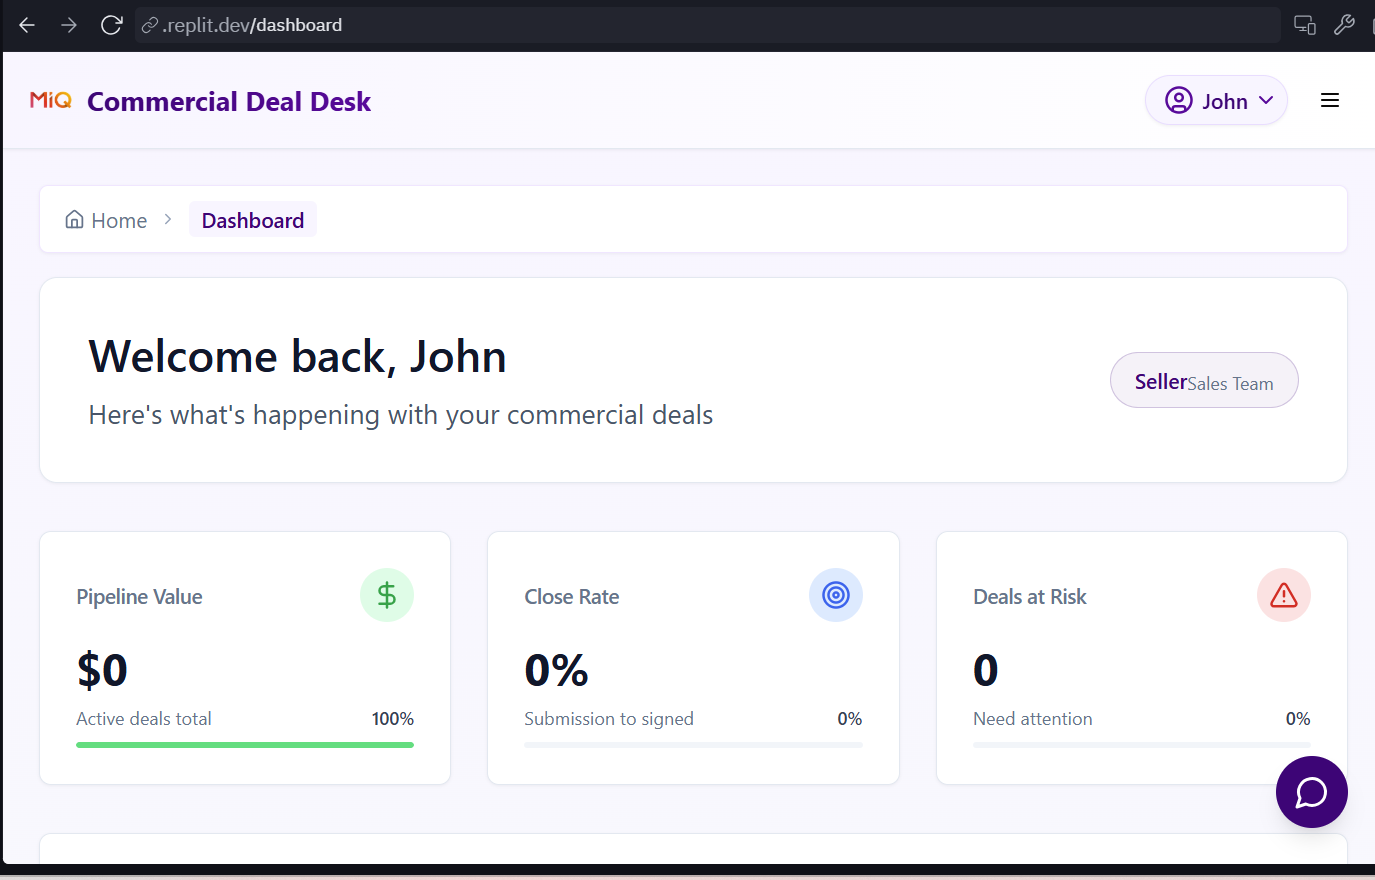 .replit.dev/dashboard
MiQ Commercial Deal Desk
John
Home
Dashboard
Welcome back, John
Here's what's happening with your commercial deals
Seller Sales Team
Pipeline Value
$0
Active deals total 100%
Close Rate
0%
Submission to signed 0%
Deals at Risk
0
Need attention 0%